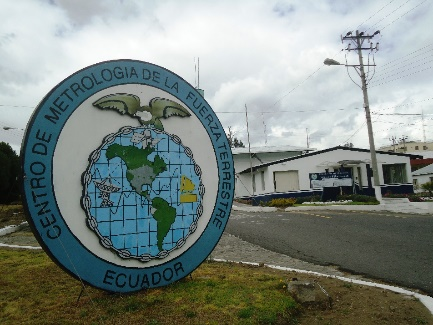 CENTRO DE METROLOGIA DE LA FUERZA TERRESTRE
ECUADOR